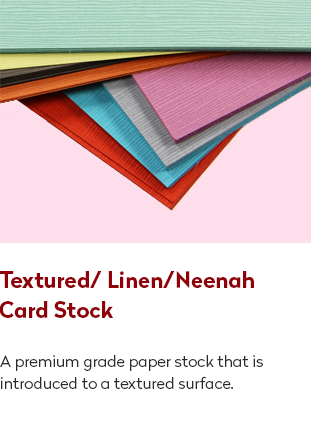 Textured/ Linen/Neenah
Card Stock
A premium grade paper stock that is
introduced to a textured surface.